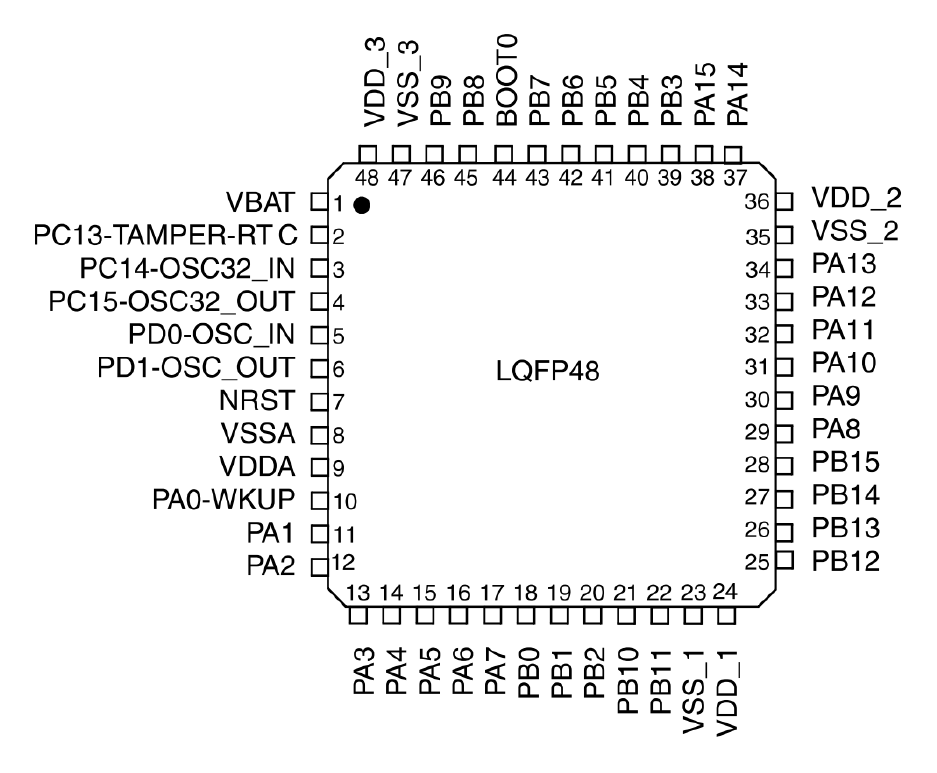 VDD_3
VSS_3
PB9
PB8
BOOT0
PB7
PB6
PB5
PB4
PB3
PA15
PA14
48 47 46 45 44 43 42 41 40 39 38 37
VBAT 1
PC13-TAMPER-RT C 2
PC14-OSC32_IN 3
PC15-OSC32_OUT 4
PD0-OSC_IN 5
PD1-OSC_OUT 6
NRST 7
VSSA 8
VDDA 9
PA0-WKUP 10
PA1 11
PA2 12
LQFP48
36 VDD_2
35 VSS_2
34 PA13
33 PA12
32 PA11
31 PA10
30 PA9
29 PA8
28 PB15
27 PB14
26 PB13
25 PB12
13 14 15 16 17 18 19 20 21 22 23 24
PA3
PA4
PA5
PA6
PA7
PB0
PB1
PB2
PB10
PB11
VSS_1
VDD_1